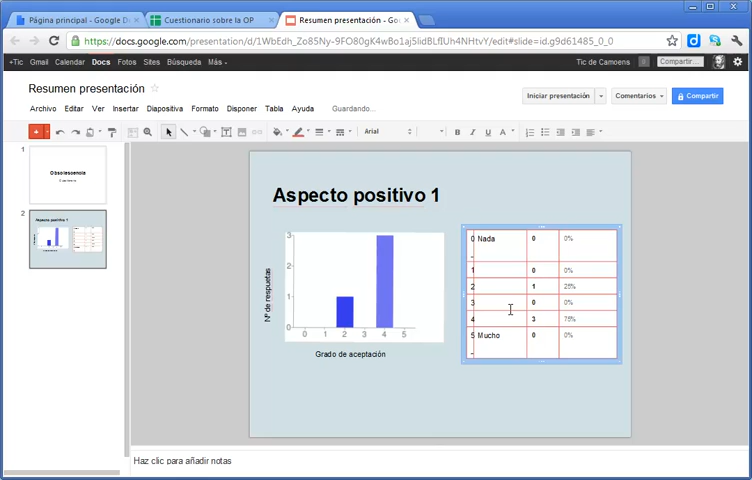 Página principal - Google D
Cuestionario sobre la OP
Resumen presentación - Go
https://docs.google.com/presentation/d/1WbEdh_Zo85Ny-9FO80gK4wBo1aj5lidBLfIUh4NHtvY/edit#slide=id.g9d61485_0_0
+Tic Gmail Calendar Docs Fotos Sites Búsqueda Más
Tic de Camoens
Compartir...
Resumen presentación
Archivo Editar Ver Insertar Diapositiva Formato Disponer Tabla Ayuda Guardando...
Iniciar presentación
Comentarios
Compartir
Arial
B I U A
1
Obsolescencia
2
Aspecto positivo 1
Aspecto positivo 1
Nº de respuetas
3
2
1
0
0 1 2 3 4 5
Grado de aceptación
0 Nada 0 0%
-
1 0 0%
2 1 25%
3 0 0%
4 3 75%
5 Mucho 0 0%
-
Haz clic para añadir notas